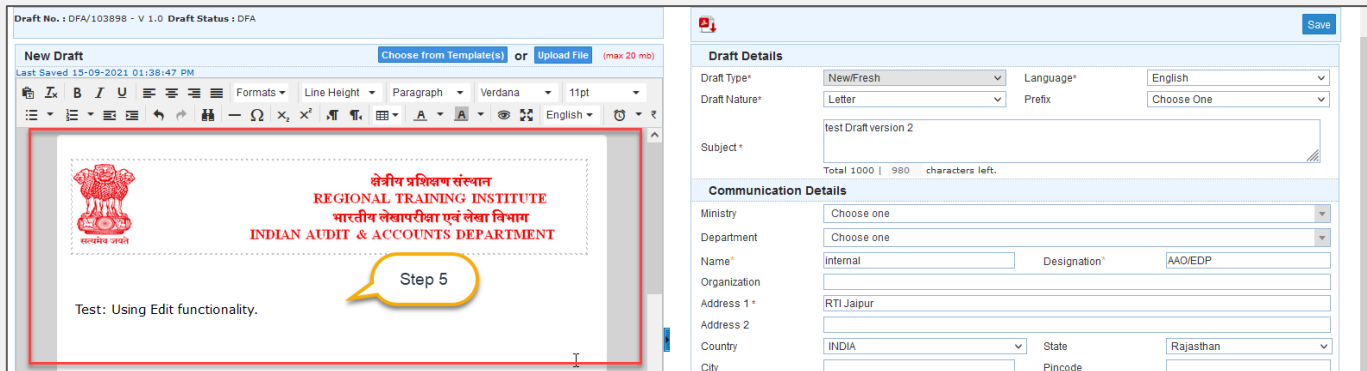 Draft No. : DFA/103898 - V 1.0 Draft Status : DFA
New Draft Choose from Template(s) or Upload File (max 20 mb)
Last Saved 15-09-2021 01:38:47 PM
B I U Formats Line Height Paragraph Verdana 11pt
English
सत्यमेव जयते
क्षेत्रीय प्रशिक्षण संस्थान
REGIONAL TRAINING INSTITUTE
भारतीय लेखापरीक्षा एवं लेखा विभाग
INDIAN AUDIT & ACCOUNTS DEPARTMENT
Step 5
Test: Using Edit functionality.
Save
Draft Details
Draft Type* New/Fresh Language* English
Draft Nature* Letter Prefix Choose One
Subject * test Draft version 2
Total 1000 | 980 characters left.
Communication Details
Ministry Choose one
Department Choose one
Name* internal Designation* AAO/EDP
Organization
Address 1 * RTI Jaipur
Address 2
Country INDIA State Rajasthan
City Pincode